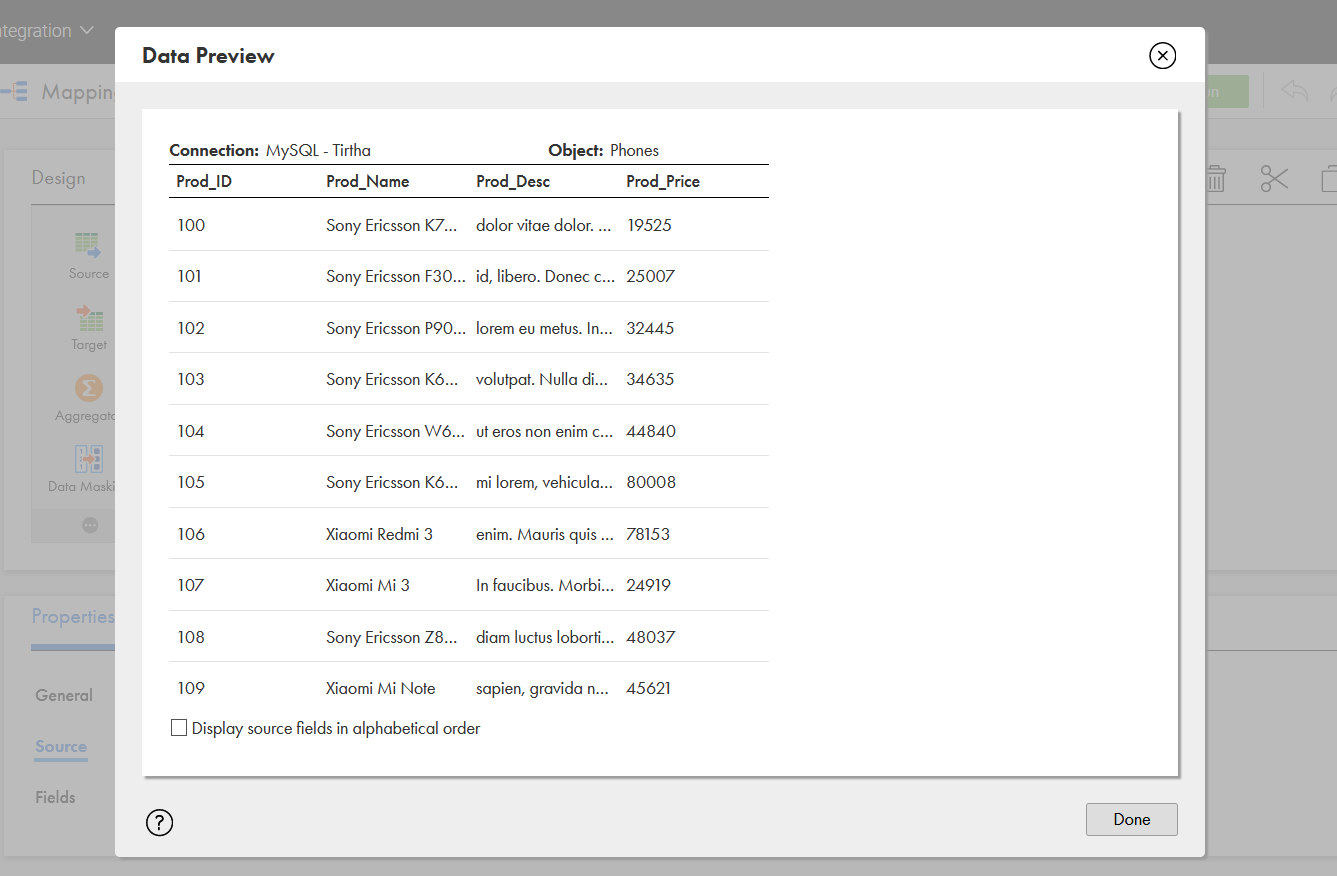 ntegration
Data Preview
Mappin
n
Connection: MySQL - Tirtha Object: Phones
Design
Prod_ID Prod_Name Prod_Desc Prod_Price
100 Sony Ericsson K7... dolor vitae dolor. ... 19525
Source
101 Sony Ericsson F30... id, libero. Donec c... 25007
102 Sony Ericsson P90... lorem eu metus. In... 32445
Target
103 Sony Ericsson K6... volutpat. Nulla di... 34635
Aggregato
104 Sony Ericsson W6... ut eros non enim c... 44840
105 Sony Ericsson K6... mi lorem, vehicula... 80008
Data Maski
106 Xiaomi Redmi 3 enim. Mauris quis ... 78153
107 Xiaomi Mi 3 In faucibus. Morbi... 24919
Properties
108 Sony Ericsson Z8... diam luctus loborti... 48037
General
109 Xiaomi Mi Note sapien, gravida n... 45621
Display source fields in alphabetical order
Source
Fields
? Done